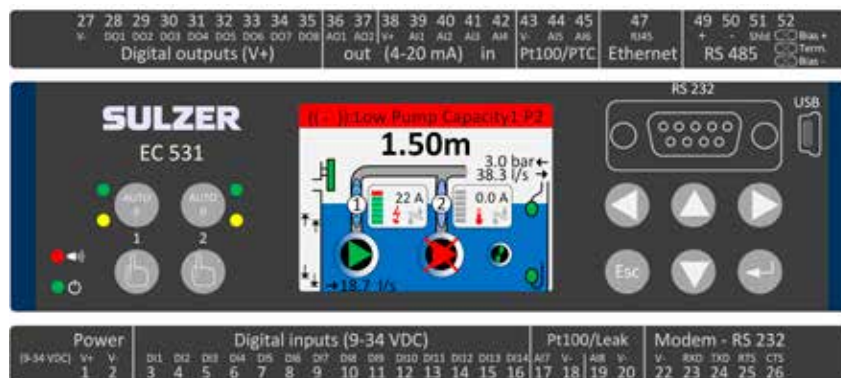 27 28 29 30 31 32 33 34 35 36 37 38 39 40 41 42 43 44 45 47 49 50 51 52
V- DO1 DO2 DO3 DO4 DO5 DO6 DO7 DO8 AO1 AO2 V+ AI1 AI2 AI3 AI4 V- AI5 AI6 RJ45 + - Shld Bias +
Digital outputs (V+) out (4-20 mA) in Pt100/PTC Ethernet RS 485 Term.
Bias -
RS 232
USB
SULZER
EC 531
((-)):Low Pump Capacity1 P2
1.50m
3.0 bar
38.3 l/s
AUTO
0
AUTO
0
1 22 A 2 0.0 A
1 2
18.7 l/s
Esc
Power Digital inputs (9-34 VDC) Pt100/Leak Modem - RS 232
(9-34 VDC) V+ V- DI1 DI2 DI3 DI4 DI5 DI6 DI7 DI8 DI9 DI10 DI11 DI12 DI13 DI14 AI7 V- AI8 V- V- RXD TXD RTS CTS
1 2 3 4 5 6 7 8 9 10 11 12 13 14 15 16 17 18 19 20 22 23 24 25 26